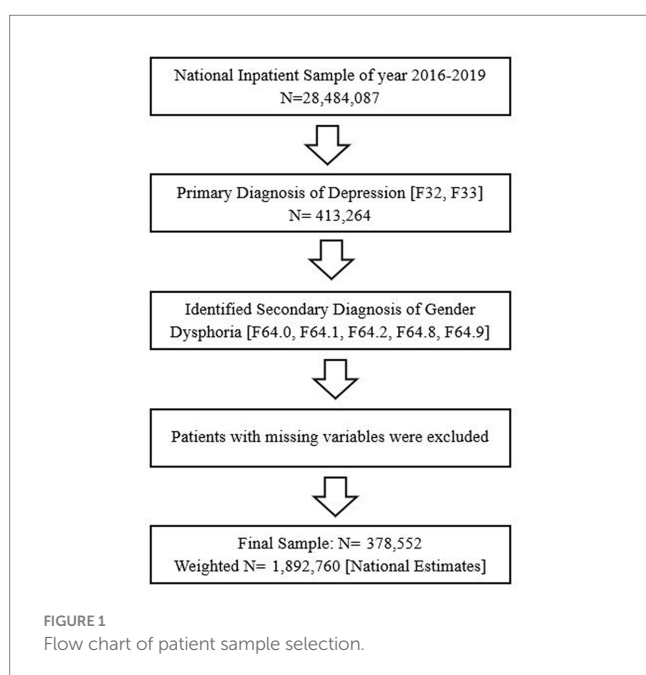 National Inpatient Sample of year 2016-2019
N=28,484,087
Primary Diagnosis of Depression [F32, F33]
N= 413,264
Identified Secondary Diagnosis of Gender
Dysphoria [F64.0, F64.1, F64.2, F64.8, F64.9]
Patients with missing variables were excluded
Final Sample: N= 378,552
Weighted N= 1,892,760 [National Estimates]
FIGURE 1
Flow chart of patient sample selection.